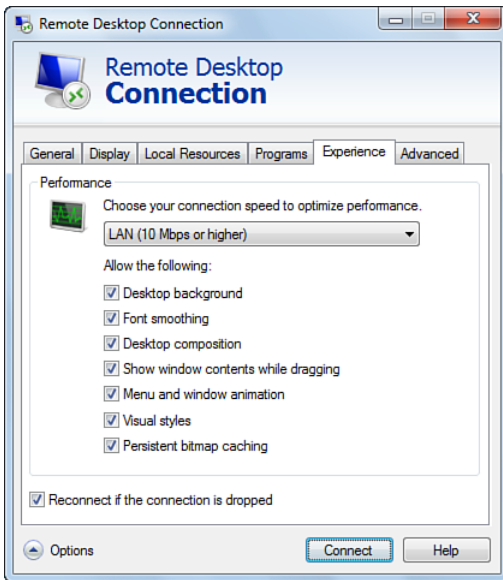 Remote Desktop Connection
Remote Desktop
Connection
General Display Local Resources Programs Experience Advanced
Performance
Choose your connection speed to optimize performance.
LAN (10 Mbps or higher)
Allow the following:
Desktop background
Font smoothing
Desktop composition
Show window contents while dragging
Menu and window animation
Visual styles
Persistent bitmap caching
Reconnect if the connection is dropped
Options Connect Help